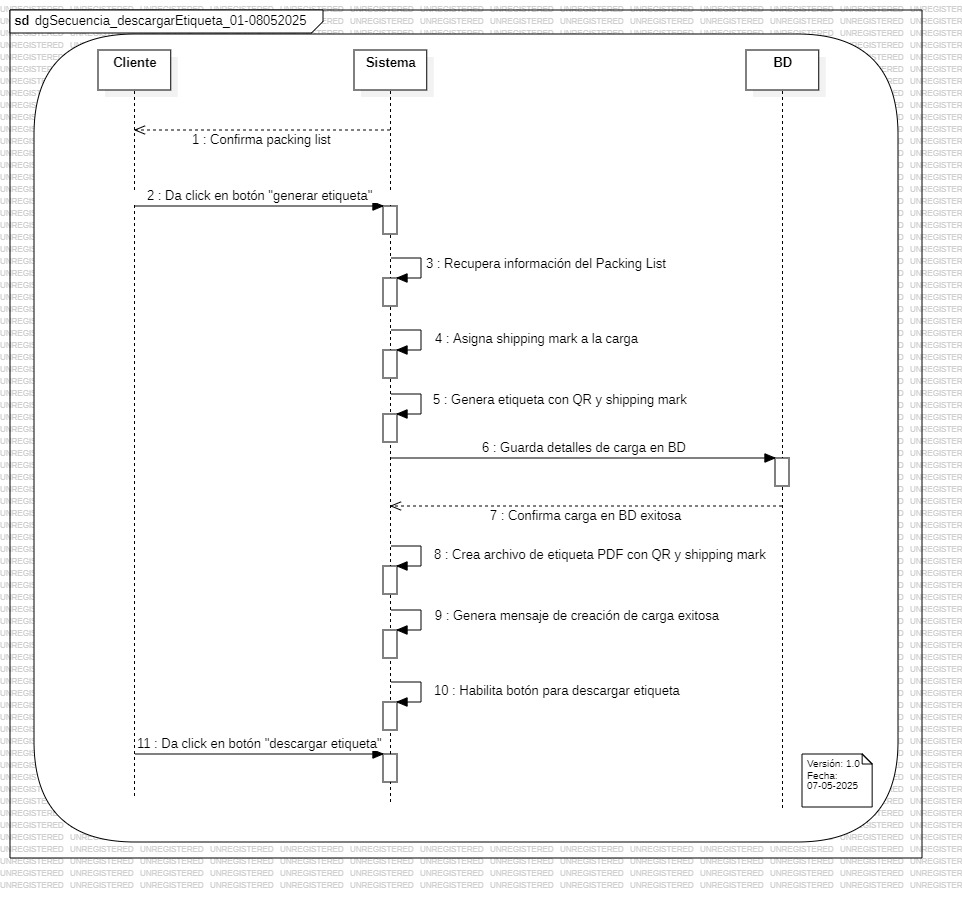 sd dgSecuencia_descargarEtiqueta_01-08052025
Cliente
Sistema
BD
1 : Confirma packing list
2 : Da click en botón "generar etiqueta"
3 : Recupera información del Packing List
4 : Asigna shipping mark a la carga
5 : Genera etiqueta con QR y shipping mark
6 : Guarda detalles de carga en BD
7 : Confirma carga en BD exitosa
8 : Crea archivo de etiqueta PDF con QR y shipping mark
9 : Genera mensaje de creación de carga exitosa
10 : Habilita botón para descargar etiqueta
11 : Da click en botón "descargar etiqueta"
Versión: 1.0
Fecha:
07-05-2025
UNREGISTERED